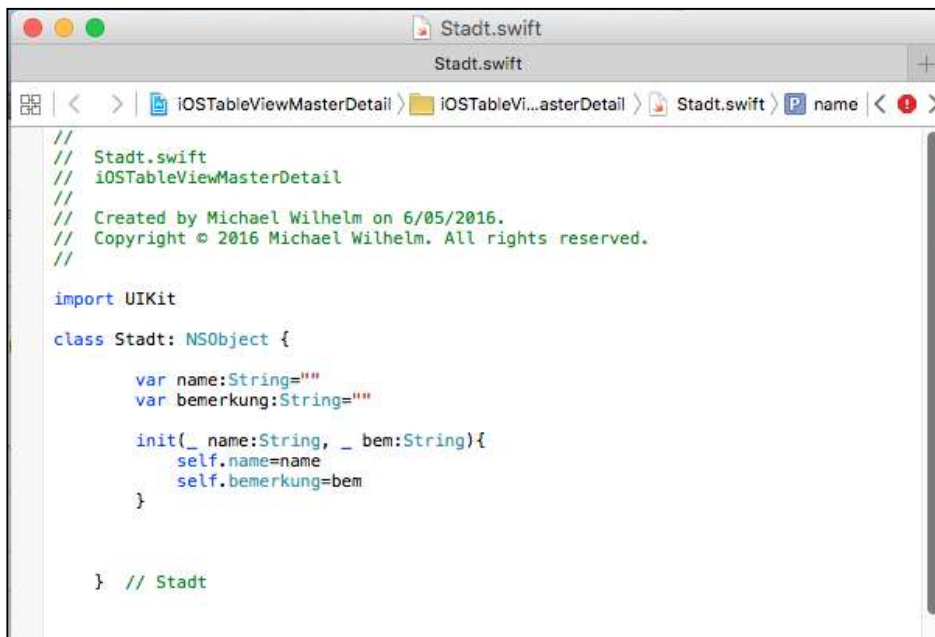 Stadt.swift
Stadt.swift
iOSTableViewMasterDetail iOSTableVi...asterDetail Stadt.swift P name
//
//  Stadt.swift
//  iOSTableViewMasterDetail
//
//  Created by Michael Wilhelm on 6/05/2016.
//  Copyright © 2016 Michael Wilhelm. All rights reserved.
//
import UIKit
class Stadt: NSObject {
var name:String=""
var bemerkung:String=""
init(_ name:String, _ bem:String){
self.name=name
self.bemerkung=bem
}
}  // Stadt